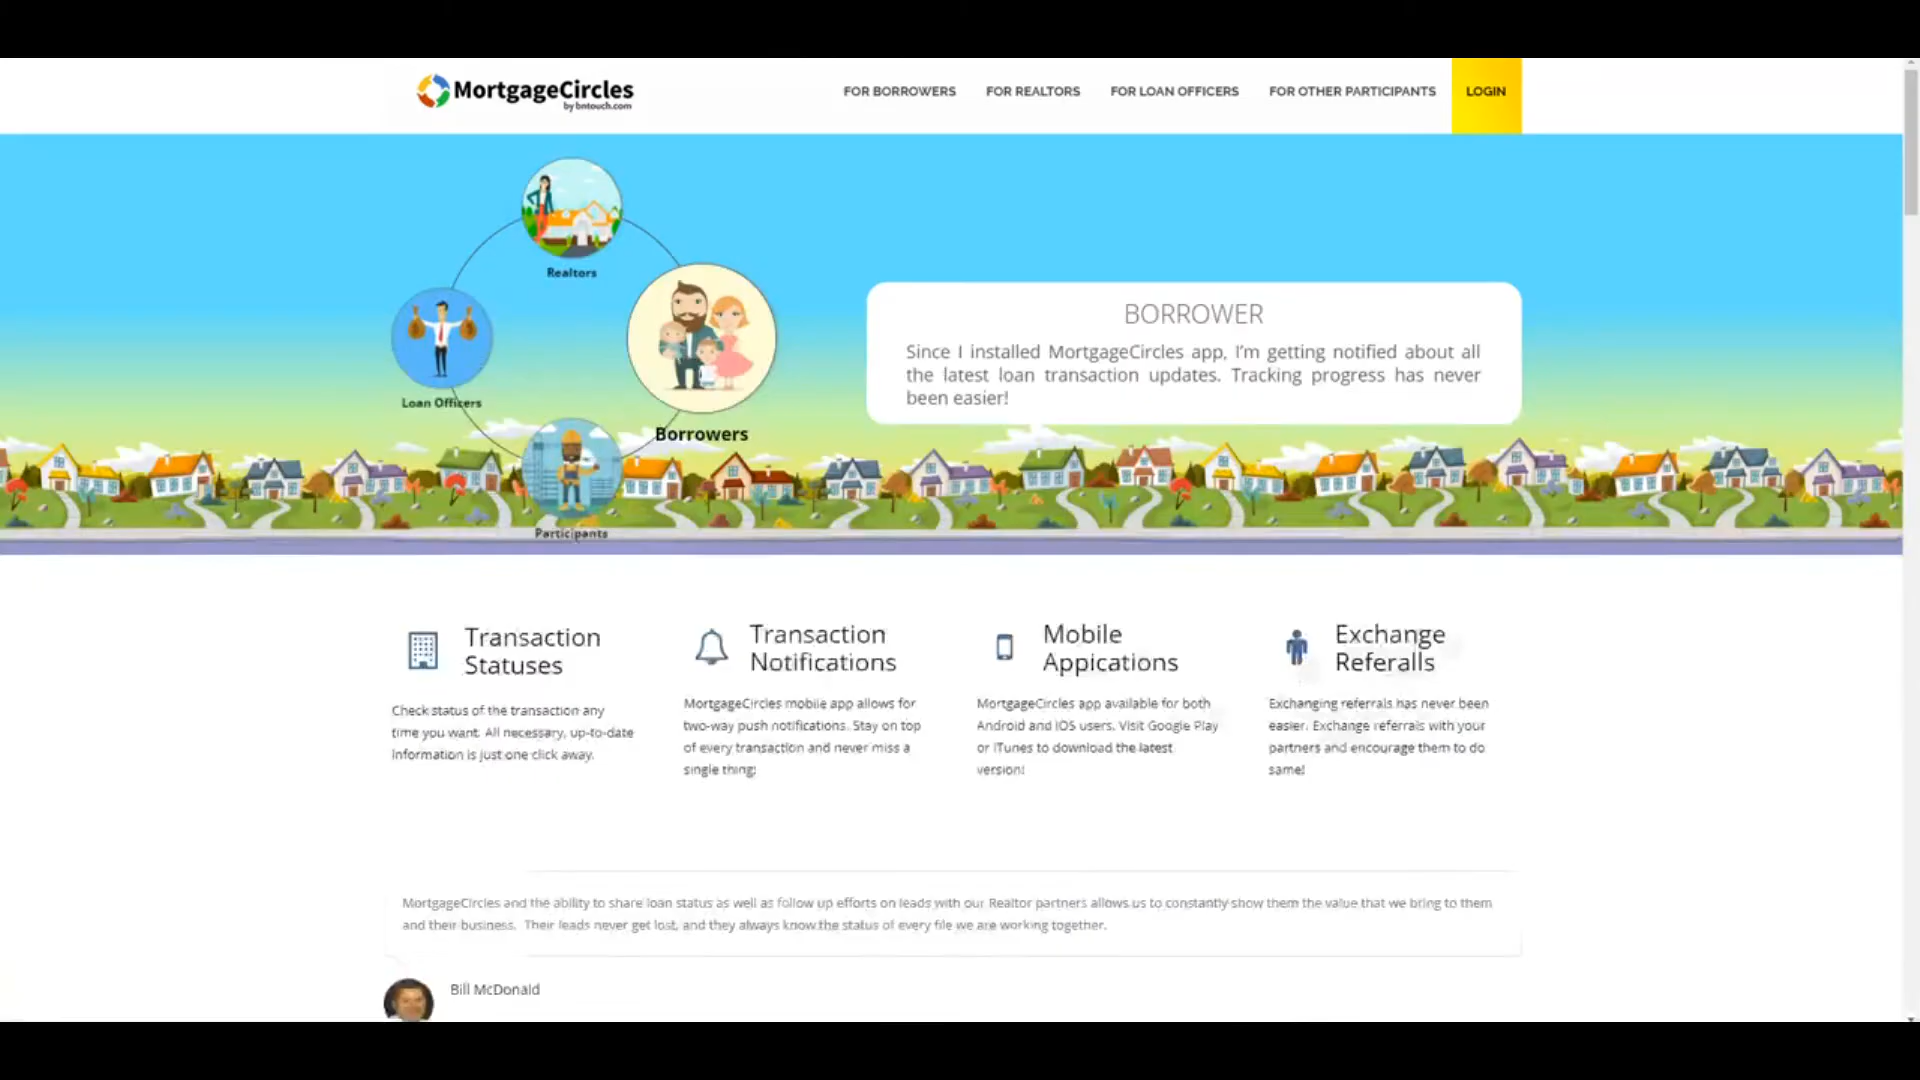 MortgageCircles
by bntouch.com
FOR BORROWERS
FOR REALTORS
FOR LOAN OFFICERS
FOR OTHER PARTICIPANTS
LOGIN
Realtors
Loan Officers
Borrowers
Participants
BORROWER
Since I installed MortgageCircles app, I'm getting notified about all
the latest loan transaction updates. Tracking progress has never
been easier!
Transaction
Statuses
Check status of the transaction any
time you want. All necessary, up-to-date
information is just one click away.
Transaction
Notifications
MortgageCircles mobile app allows for
two-way push notifications. Stay on top
of every transaction and never miss a
single thing!
Mobile
Appications
MortgageCircles app available for both
Android and iOS users. Visit Google Play
or iTunes to download the latest
version!
Exchange
Referalls
Exchanging referrals has never been
easier. Exchange referrals with your
partners and encourage them to do
same!
MortgageCircles and the ability to share loan status as well as follow up efforts on leads with our Realtor partners allows us to constantly show them the value that we bring to them
and their business. Their leads never get lost, and they always know the status of every file we are working together.
Bill McDonald